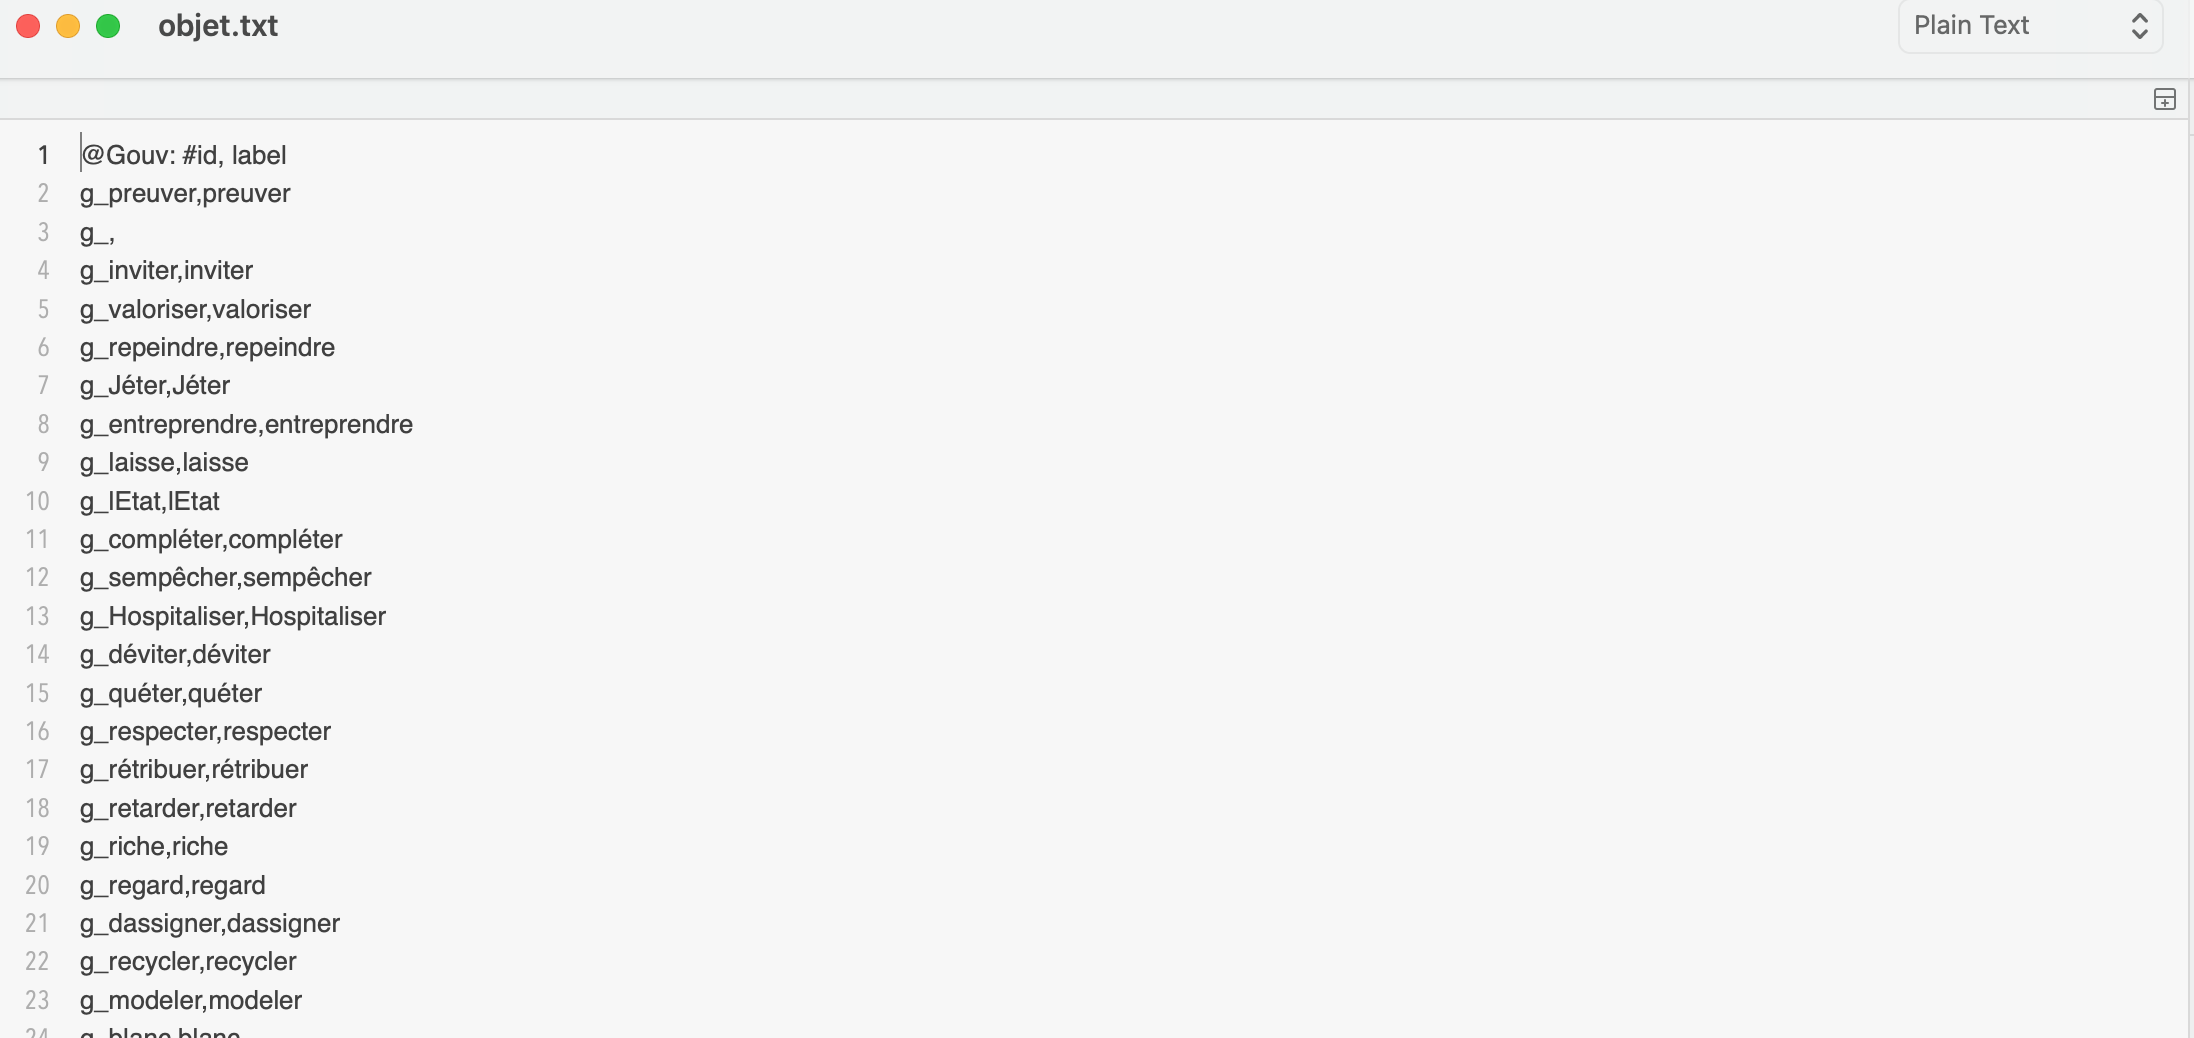 objet.txt
Plain Text
1 @Gouv: #id, label
2 g_preuver,preuver
3 g_,
4 g_inviter,inviter
5 g_valoriser,valoriser
6 g_repeindre,repeindre
7 g_Jéter,Jéter
8 g_entreprendre,entreprendre
9 g_laisse,laisse
10 g_lEtat,lEtat
11 g_compléter,compléter
12 g_sempêcher,sempêcher
13 g_Hospitaliser,Hospitaliser
14 g_déviter,déviter
15 g_quéter,quéter
16 g_respecter,respecter
17 g_rétribuer,rétribuer
18 g_retarder,retarder
19 g_riche,riche
20 g_regard,regard
21 g_dassigner,dassigner
22 g_recycler,recycler
23 g_modeler,modeler
24 g_blanc,blanc